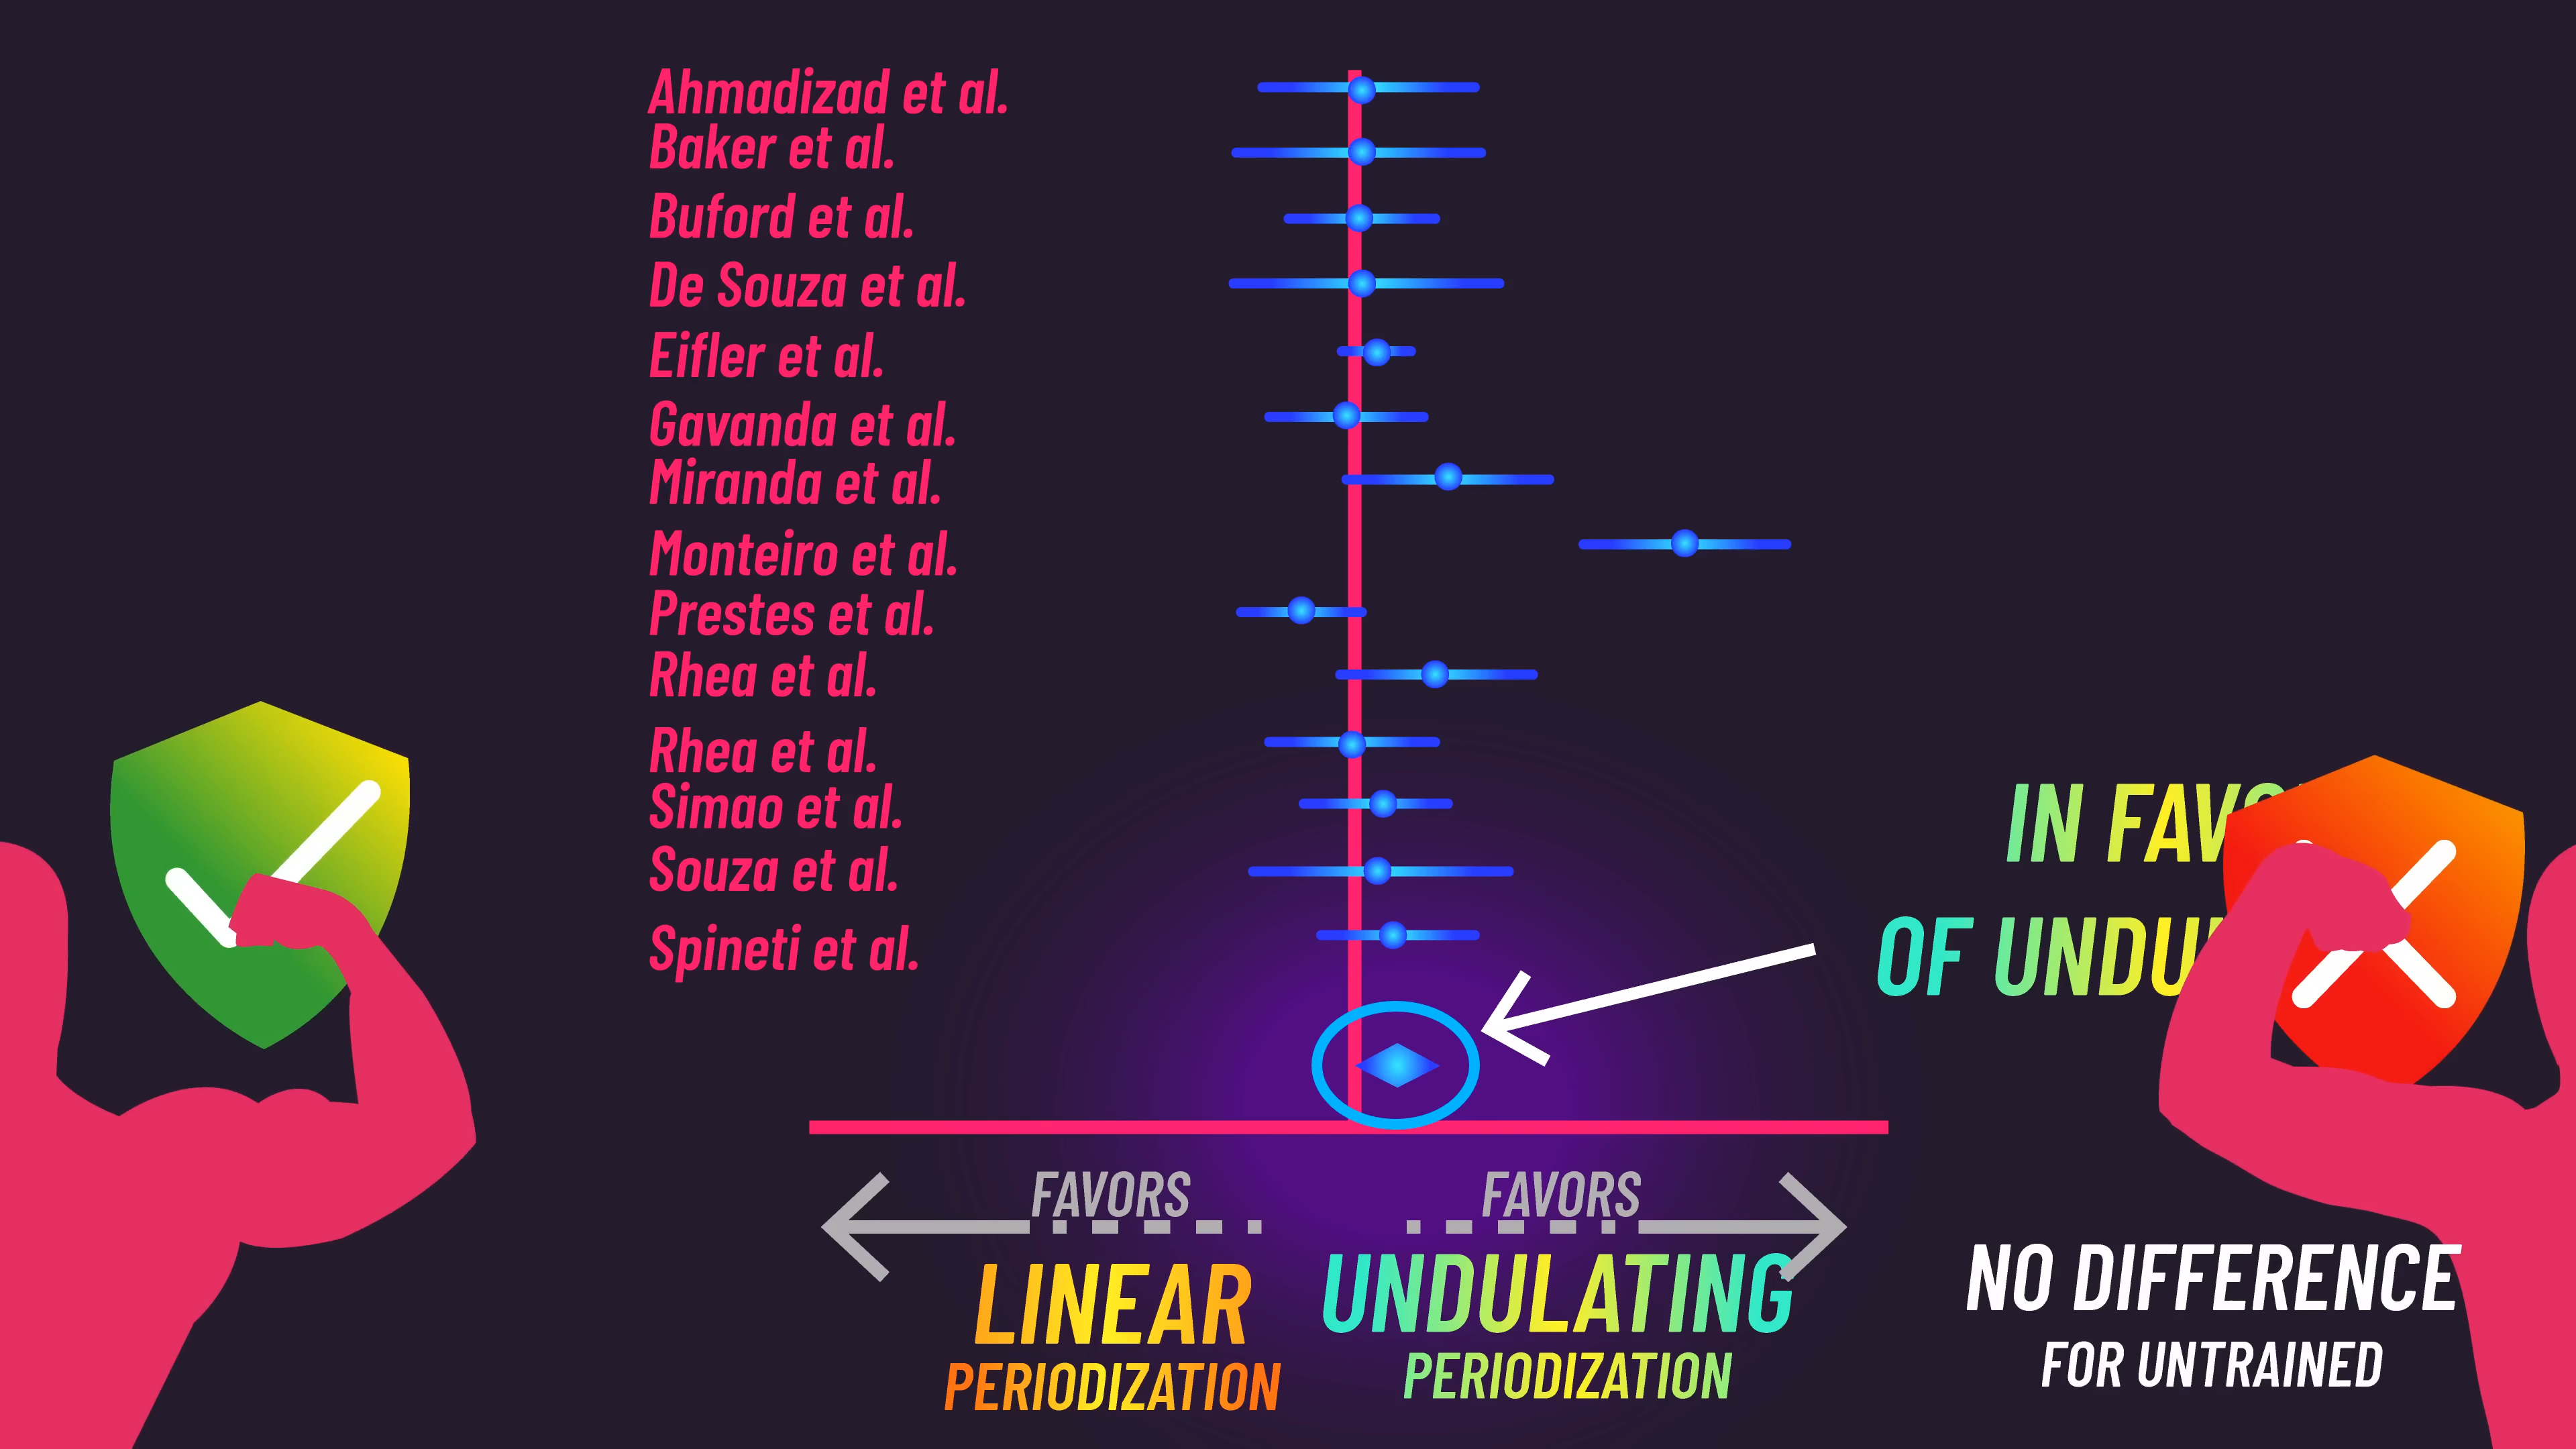 Ahmadizad et al.
Baker et al.
Buford et al.
De Souza et al.
Eifler et al.
Gavanda et al.
Miranda et al.
Monteiro et al.
Prestes et al.
Rhea et al.
Rhea et al.
Simao et al.
Souza et al.
Spineti et al.
IN
OF
FAVORS
LINEAR
PERIODIZATION
FAVORS
UNDULATING
PERIODIZATION
NO DIFFERENCE
FOR UNTRAINED